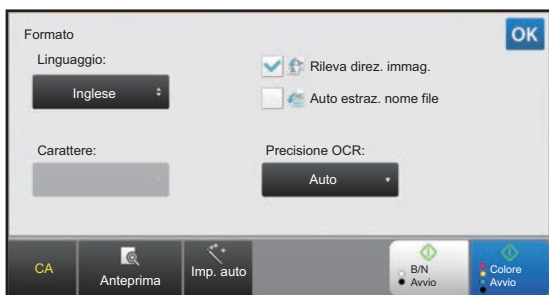 Formato
OK
Linguaggio:
Rileva direz. immag.
Inglese
Auto estraz. nome file
Carattere:
Precisione OCR:
Auto
CA
Anteprima
Imp. auto
B/N
Avvio
Colore
Avvio